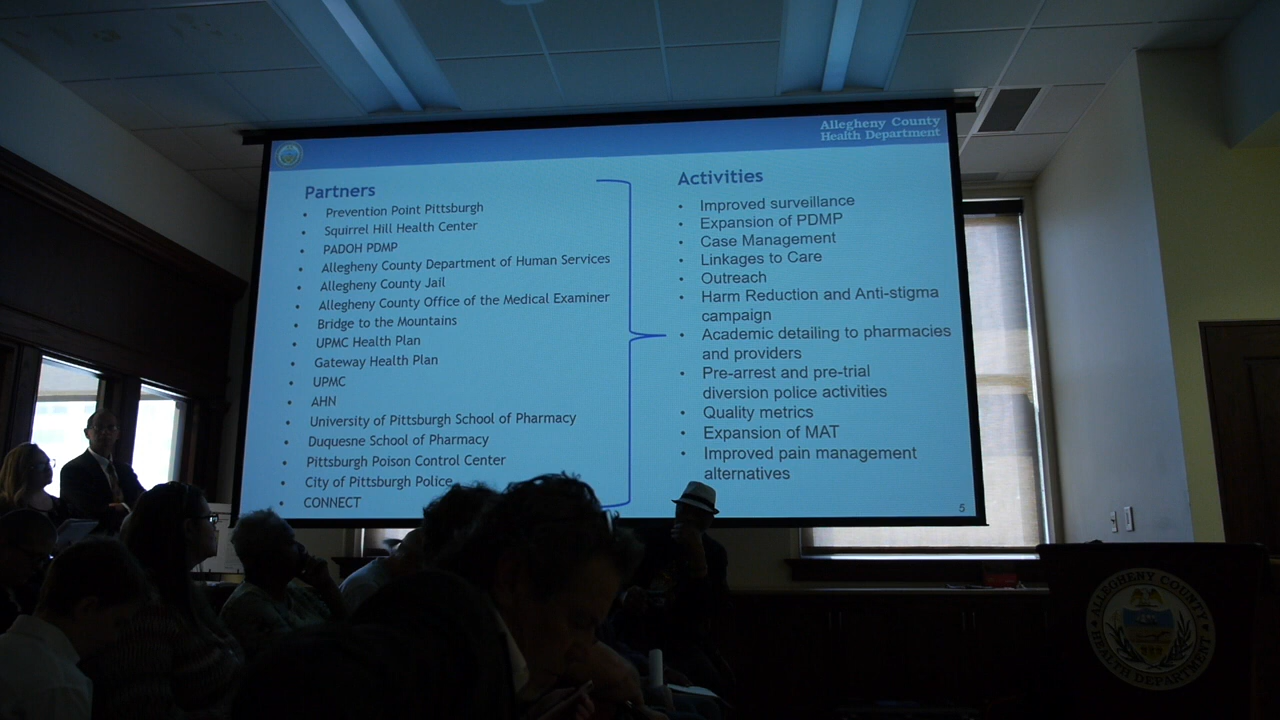 Allegheny County
Health Department
Partners
• Prevention Point Pittsburgh
• Squirrel Hill Health Center
• PADOH PDMP
• Allegheny County Department of Human Services
• Allegheny County Jail
• Allegheny County Office of the Medical Examiner
• Bridge to the Mountains
• UPMC Health Plan
• Gateway Health Plan
• UPMC
• AHN
• University of Pittsburgh School of Pharmacy
• Duquesne School of Pharmacy
• Pittsburgh Poison Control Center
• City of Pittsburgh Police
• CONNECT
Activities
• Improved surveillance
• Expansion of PDMP
• Case Management
• Linkages to Care
• Outreach
• Harm Reduction and Anti-stigma
campaign
• Academic detailing to pharmacies
and providers
• Pre-arrest and pre-trial
diversion police activities
• Quality metrics
• Expansion of MAT
• Improved pain management
alternatives
5
ALLEGHENY COUNTY
HEALTH DEPARTMENT